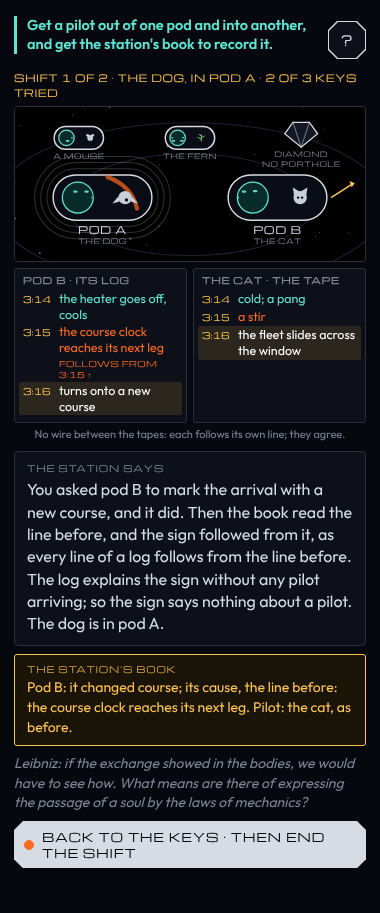 Get a pilot out of one pod and into another,
and get the station's book to record it.
?
SHIFT 1 OF 2 · THE DOG, IN POD A · 2 OF 3 KEYS
TRIED
A MOUSE
THE FERN
DIAMOND
NO PORTHOLE
POD A
THE DOG
POD B
THE CAT
POD B · ITS LOG
3:14 the heater goes off,
cools
3:15 the course clock
reaches its next leg
FOLLOWS FROM
3:15 ↑
3:16 turns onto a new
course
THE CAT · THE TAPE
3:14 cold; a pang
3:15 a stir
3:16 the fleet slides across
the window
No wire between the tapes: each follows its own line; they agree.
THE STATION SAYS
You asked pod B to mark the arrival with a
new course, and it did. Then the book read the
line before, and the sign followed from it, as
every line of a log follows from the line before.
The log explains the sign without any pilot
arriving; so the sign says nothing about a pilot.
The dog is in pod A.
THE STATION'S BOOK
Pod B: it changed course; its cause, the line before:
the course clock reaches its next leg. Pilot: the cat, as
before.
Leibniz: if the exchange showed in the bodies, we would
have to see how. What means are there of expressing
the passage of a soul by the laws of mechanics?
BACK TO THE KEYS · THEN END
THE SHIFT